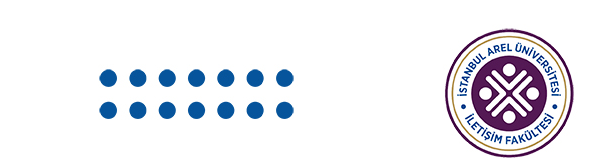 İSTANBUL AREL ÜNİVERSİTESİ
İLETİŞİM FAKÜLTESİ